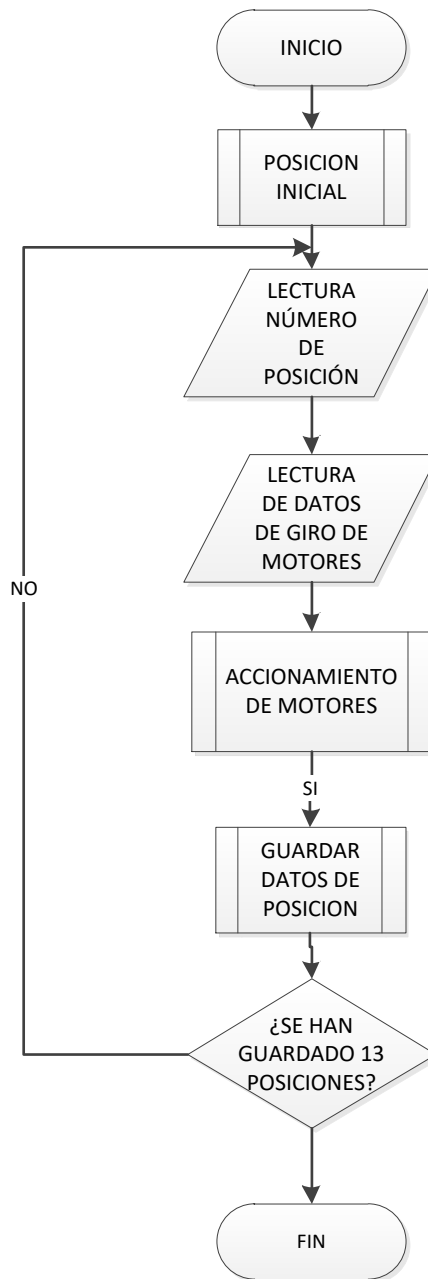 INICIO
POSICION
INICIAL
LECTURA
NÚMERO
DE
POSICIÓN
LECTURA
DE DATOS
DE GIRO DE
MOTORES
NO
ACCIONAMIENTO
DE MOTORES
SI
GUARDAR
DATOS DE
POSICION
¿SE HAN
GUARDADO 13
POSICIONES?
FIN